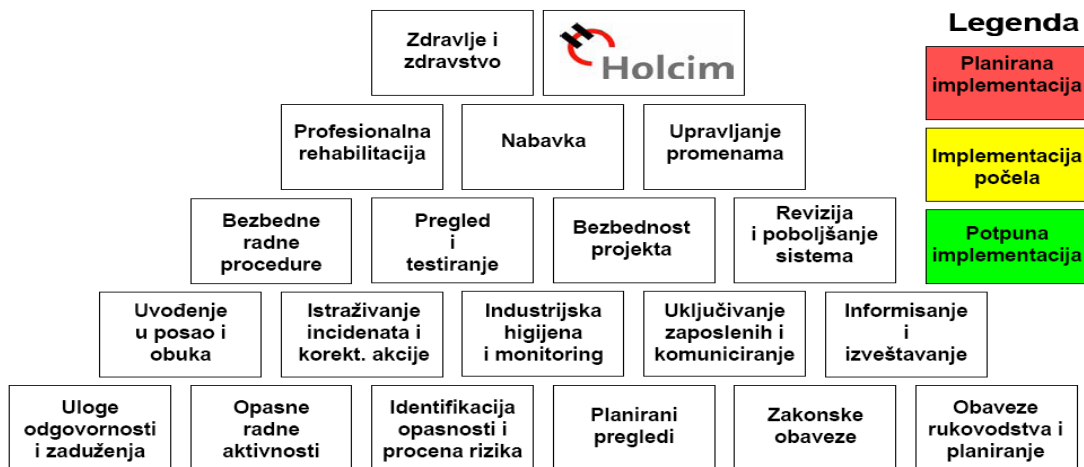 Legenda
Zdravlje i
zdravstvo
Holcim
Planirana
implementacija
Profesionalna
rehabilitacija
Nabavka
Upravljanje
promenama
Implementacija
počela
Bezbedne
radne
procedure
Pregled
i
testiranje
Bezbednost
projekta
Revizija
i poboljšanje
sistema
Potpuna
implementacija
Uvođenje
u posao i
obuka
Istraživanje
incidenata i
korekt. akcije
Industrijska
higijena
i monitoring
Uključivanje
zaposlenih i
komuniciranje
Informisanje
i
izveštavanje
Uloge
odgovornosti
i zaduženja
Opasne
radne
aktivnosti
Identifikacija
opasnosti i
procena rizika
Planirani
pregledi
Zakonske
obaveze
Obaveze
rukovodstva i
planiranje